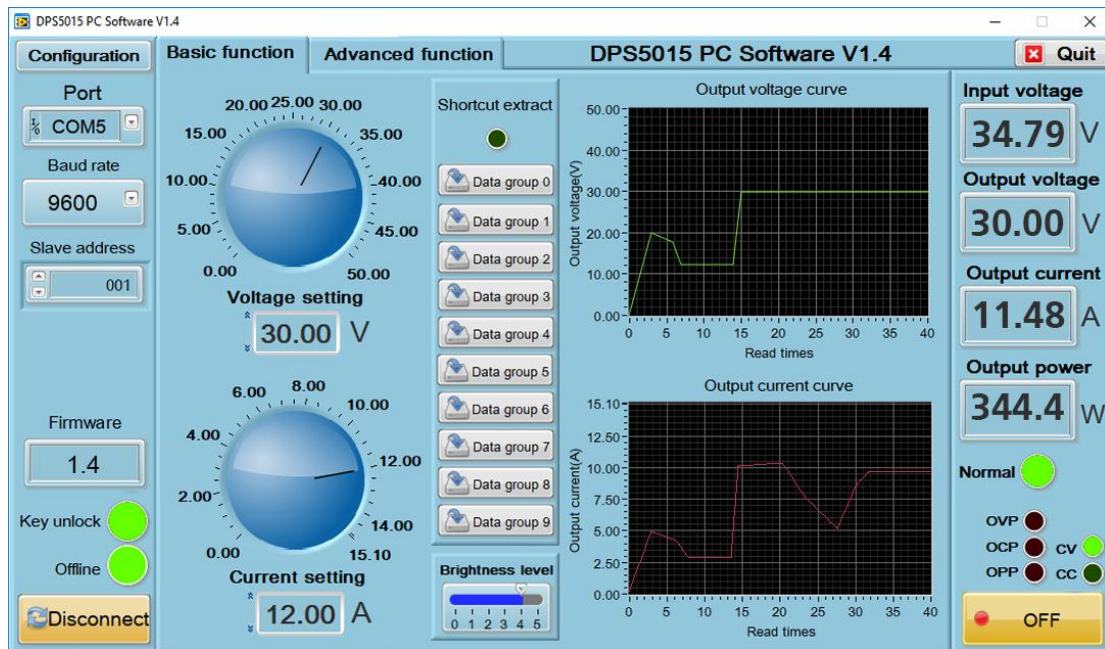 DPS5015 PC Software V1.4
Configuration
Basic function
Advanced function
DPS5015 PC Software V1.4
Quit
Port
COM5
Baud rate
9600
Slave address
001
Firmware
1.4
Key unlock
Offline
Disconnect
0.00
5.00
10.00
15.00
20.00
25.00
30.00
35.00
40.00
45.00
50.00
Voltage setting
30.00 V
0.00
2.00
4.00
6.00
8.00
10.00
12.00
14.00
15.10
Current setting
12.00 A
Shortcut extract
Data group 0
Data group 1
Data group 2
Data group 3
Data group 4
Data group 5
Data group 6
Data group 7
Data group 8
Data group 9
Brightness level
0 1 2 3 4 5
Output voltage curve
Output voltage(V)
50.00
40.00
30.00
20.00
10.00
0.00
0 5 10 15 20 25 30 35 40
Read times
Output current curve
Output current(A)
15.10
12.50
10.00
7.50
5.00
2.50
0.00
0 5 10 15 20 25 30 35 40
Read times
Input voltage
34.79 V
Output voltage
30.00 V
Output current
11.48 A
Output power
344.4 W
Normal
OVP
OCP CV
OPP CC
OFF